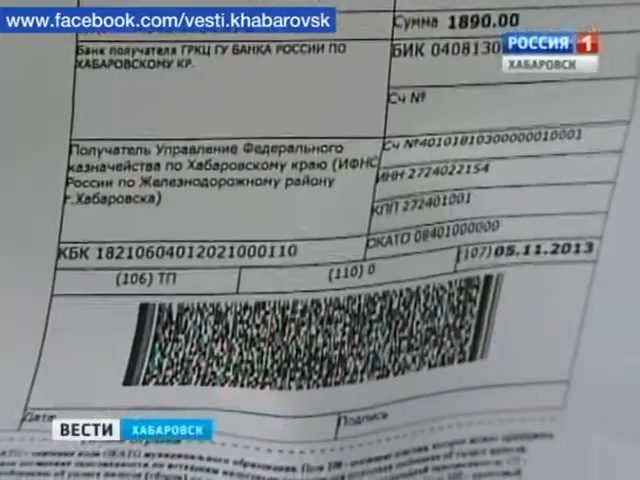 www.facebook.com/vesti.khabarovsk
Сумма 1890.00
Банк получателя ГРКЦ ГУ БАНКА РОССИИ ПО
ХАБАРОВСКОМУ КР.
БИК 0408130
РОССИЯ 1
ХАБАРОВСК
Сч №
Получатель Управление Федерального
казначейства по Хабаровскому краю (ИФНС
России по Железнодорожному району
г.Хабаровска)
Сч №40101810300000010001
ИНН 2724022154
КПП 272401001
ОКАТО 08401000000
КБК 18210604012021000110
(107) 05.11.2013
(106) ТП
(110) 0
Дата
Подпись
ВЕСТИ ХАБАРОВСК